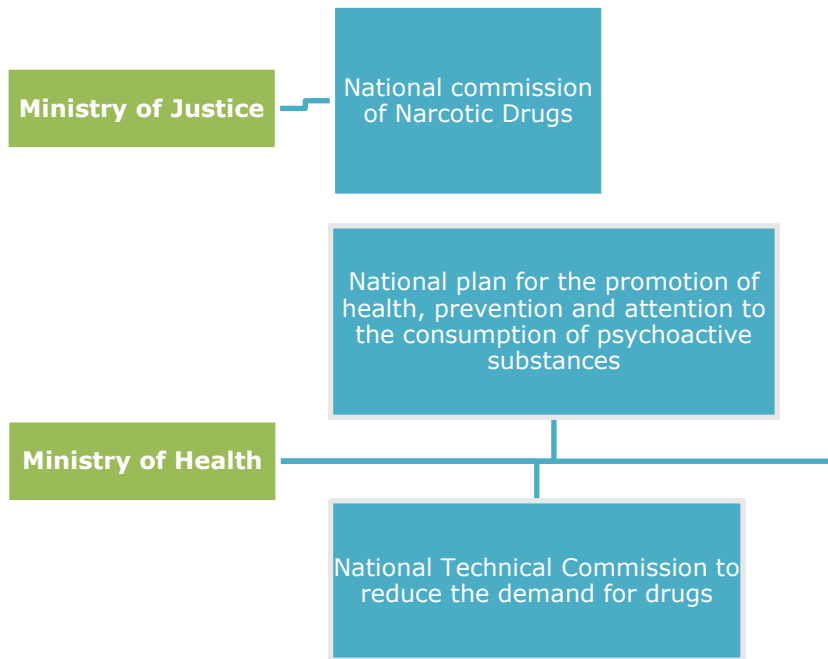 Ministry of Justice
National commission
of Narcotic Drugs
National plan for the promotion of
health, prevention and attention to
the consumption of psychoactive
substances
Ministry of Health
National Technical Commission to
reduce the demand for drugs